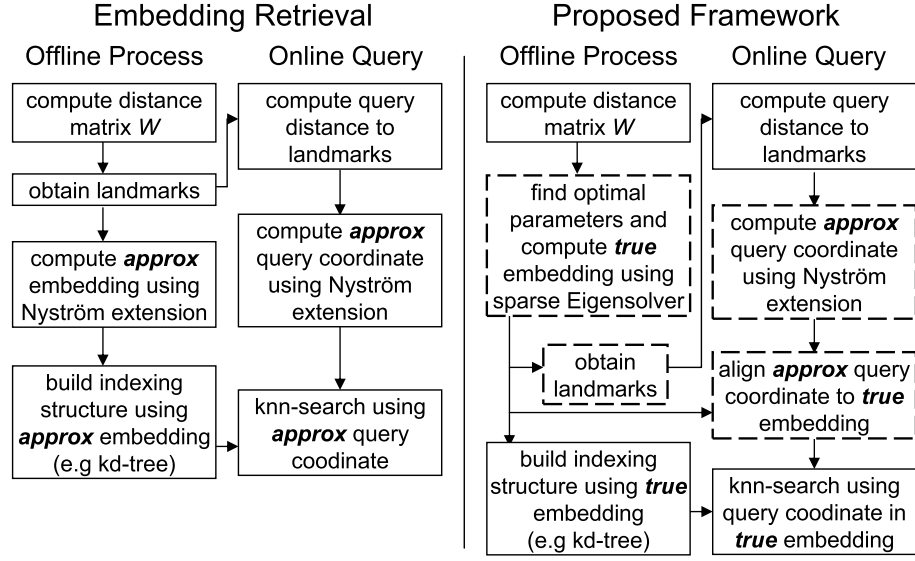 Embedding Retrieval
Offline Process
Online Query
compute distance
matrix W
obtain landmarks
compute approx
embedding using
Nyström extension
build indexing
structure using
approx embedding
(e.g kd-tree)
compute query
distance to
landmarks
compute approx
query coordinate
using Nyström
extension
knn-search using
approx query
coodinate
Proposed Framework
Offline Process
Online Query
compute distance
matrix W
find optimal
parameters and
compute true
embedding using
sparse Eigensolver
obtain
landmarks
build indexing
structure using true
embedding
(e.g kd-tree)
compute query
distance to
landmarks
compute approx
query coordinate
using Nyström
extension
align approx query
coordinate to true
embedding
knn-search using
query coodinate in
true embedding